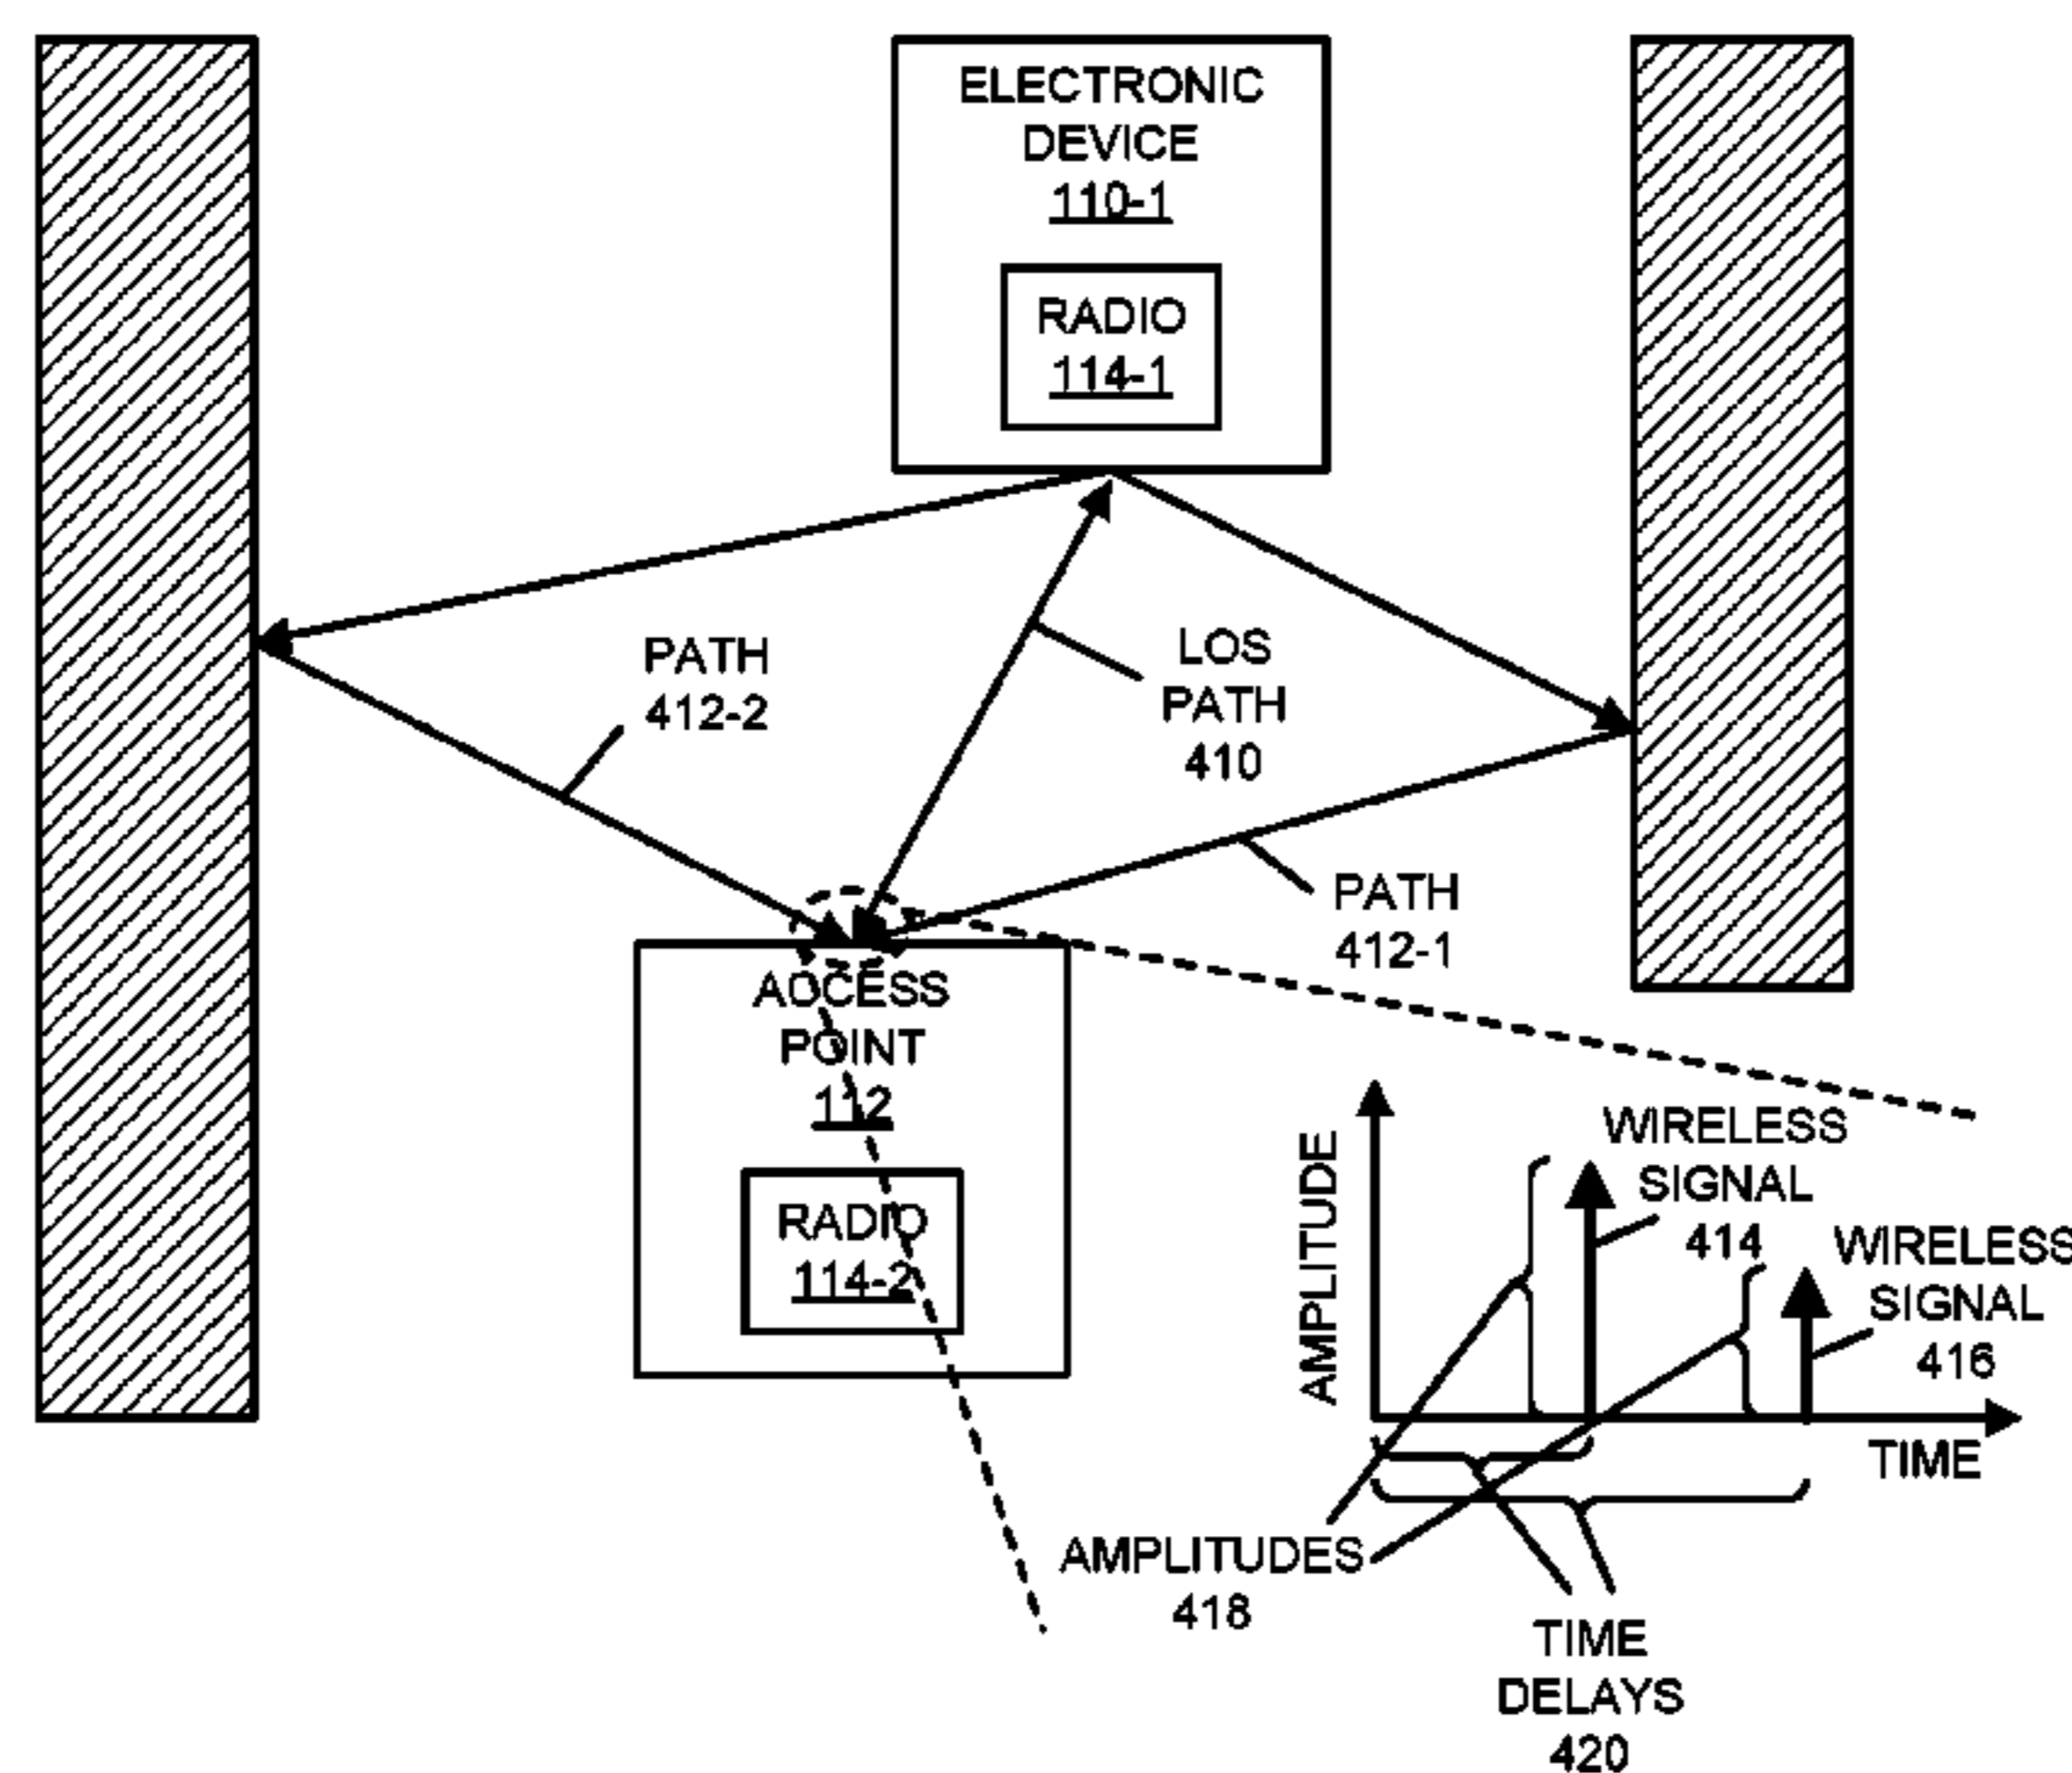 ELECTRONIC
DEVICE
110-1
RADIO
114-1
PATH
412-2
LOS
PATH
410
PATH
412-1
ACCESS
POINT
112
RADIO
114-2
AMPLITUDE
WIRELESS
SIGNAL
414
WIRELESS
SIGNAL
416
TIME
AMPLITUDES
418
TIME
DELAYS
420